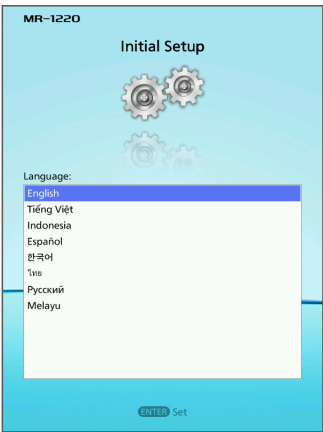 MR-1220
Initial Setup
Language:
English
Tiếng Việt
Indonesia
Español
한국어
ไทย
Русский
Melayu
ENTER Set